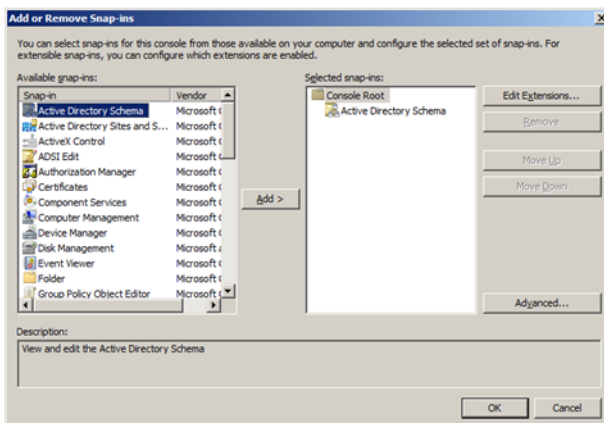 Add or Remove Snap-ins
You can select snap-ins for this console from those available on your computer and configure the selected set of snap-ins. For
extensible snap-ins, you can configure which extensions are enabled.
Available snap-ins:
Snap-in Vendor
Active Directory Schema Microsoft
Active Directory Sites and S... Microsoft
ActiveX Control Microsoft
ADSI Edit Microsoft
Authorization Manager Microsoft
Certificates Microsoft
Component Services Microsoft
Computer Management Microsoft
Device Manager Microsoft
Disk Management Microsoft
Event Viewer Microsoft
Folder Microsoft
Group Policy Object Editor Microsoft
Add >
Selected snap-ins:
Console Root
Active Directory Schema
Edit Extensions...
Remove
Move Up
Move Down
Advanced...
Description:
View and edit the Active Directory Schema
OK Cancel